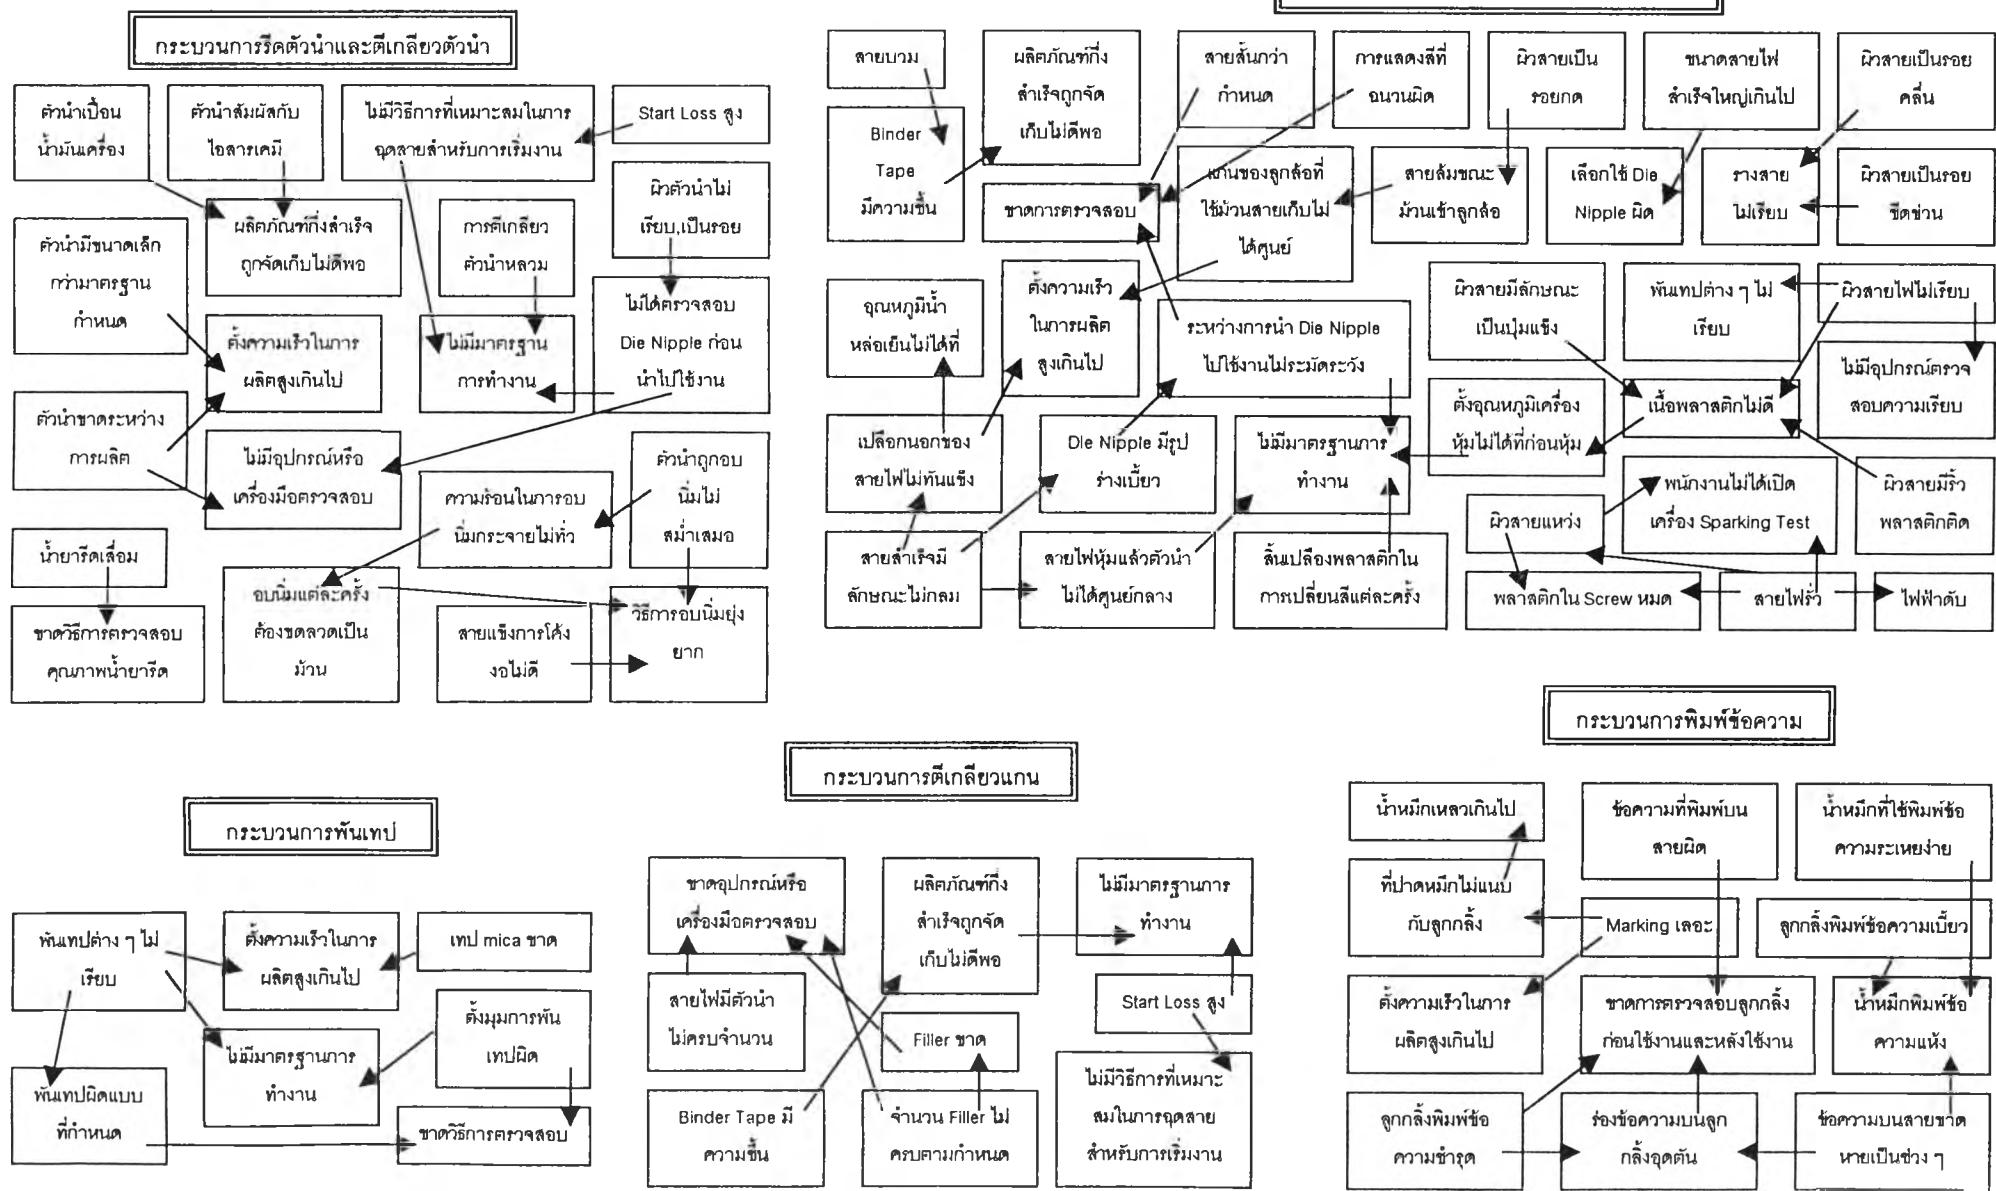 กระบวนการรีดตัวนำและตีเกลียวตัวนำ
ตัวนำเปื้อน
น้ำมันเครื่อง
ตัวนำสัมผัสกับ
ไอสารเคมี
ไม่มีวิธีการที่เหมาะสมในการ
ฉุดสายสำหรับการเริ่มงาน
Start Loss สูง
ผิวตัวนำไม่
เรียบ,เป็นรอย
ตัวนำมีขนาดเล็ก
กว่ามาตรฐาน
กำหนด
ผลิตภัณฑ์กึ่งสำเร็จ
ถูกจัดเก็บไม่ดีพอ
การตีเกลียว
ตัวนำหลวม
ไม่ได้ตรวจสอบ
Die Nipple ก่อน
นำไปใช้งาน
ตั้งความเร็วในการ
ผลิตสูงเกินไป
ไม่มีมาตรฐาน
การทำงาน
ตัวนำขาดระหว่าง
การผลิต
ไม่มีอุปกรณ์หรือ
เครื่องมือตรวจสอบ
ความร้อนในการอบ
นิ่มกระจายไม่ทั่ว
ตัวนำถูกอบ
นิ่มไม่
สม่ำเสมอ
น้ำยารีดเสื่อม
ขาดวิธีการตรวจสอบ
คุณภาพน้ำยารีด
อบนิ่มแต่ละครั้ง
ต้องขดลวดเป็น
ม้วน
สายแข็งการโค้ง
งอไม่ดี
วิธีการอบนิ่มยุ่ง
ยาก
สายบวม
Binder
Tape
มีความชื้น
ผลิตภัณฑ์กึ่ง
สำเร็จถูกจัด
เก็บไม่ดีพอ
สายสั้นกว่า
กำหนด
การแสดงสีที่
ฉนวนผิด
ผิวสายเป็น
รอยกด
ขนาดสายไฟ
สำเร็จใหญ่เกินไป
ผิวสายเป็นรอย
คลื่น
ขาดการตรวจสอบ
แกนของลูกล้อที่
ใช้ม้วนสายเก็บไม่
ได้ศูนย์
สายล้มขณะ
ม้วนเข้าลูกล้อ
เลือกใช้ Die
Nipple ผิด
รางสาย
ไม่เรียบ
ผิวสายเป็นรอย
ขีดข่วน
อุณหภูมิน้ำ
หล่อเย็นไม่ได้ที่
ตั้งความเร็ว
ในการผลิต
สูงเกินไป
ระหว่างการนำ Die Nipple
ไปใช้งานไม่ระมัดระวัง
ผิวสายมีลักษณะ
เป็นปุ่มแข็ง
พันเทปต่าง ๆ ไม่
เรียบ
ผิวสายไฟไม่เรียบ
ไม่มีอุปกรณ์ตรวจ
สอบความเรียบ
เปลือกนอกของ
สายไฟไม่ทันแข็ง
Die Nipple มีรูป
ร่างเบี้ยว
ไม่มีมาตรฐานการ
ทำงาน
ตั้งอุณหภูมิเครื่อง
หุ้มไม่ได้ที่ก่อนหุ้ม
เนื้อพลาสติกไม่ดี
ผิวสายแหว่ง
พนักงานไม่ได้เปิด
เครื่อง Sparking Test
ผิวสายมีริ้ว
พลาสติกติด
สายสำเร็จมี
ลักษณะไม่กลม
สายไฟหุ้มแล้วตัวนำ
ไม่ได้ศูนย์กลาง
สิ้นเปลืองพลาสติกใน
การเปลี่ยนสีแต่ละครั้ง
พลาสติกใน Screw หมด
สายไฟรั่ว
ไฟฟ้าดับ
กระบวนการพันเทป
พันเทปต่าง ๆ ไม่
เรียบ
ตั้งความเร็วในการ
ผลิตสูงเกินไป
เทป mica ขาด
ไม่มีมาตรฐานการ
ทำงาน
ตั้งมุมการพัน
เทปผิด
พันเทปผิดแบบ
ที่กำหนด
ขาดวิธีการตรวจสอบ
กระบวนการตีเกลียวแกน
ขาดอุปกรณ์หรือ
เครื่องมือตรวจสอบ
ผลิตภัณฑ์กึ่ง
สำเร็จถูกจัด
เก็บไม่ดีพอ
ไม่มีมาตรฐานการ
ทำงาน
สายไฟมีตัวนำ
ไม่ครบจำนวน
Filler ขาด
Start Loss สูง
Binder Tape มี
ความชื้น
จำนวน Filler ไม่
ครบตามกำหนด
ไม่มีวิธีการที่เหมาะ
สมในการฉุดสาย
สำหรับการเริ่มงาน
กระบวนการพิมพ์ข้อความ
น้ำหมึกเหลวเกินไป
ข้อความที่พิมพ์บน
สายผิด
น้ำหมึกที่ใช้พิมพ์ข้อ
ความระเหยง่าย
ที่ปาดหมึกไม่แนบ
กับลูกกลิ้ง
Marking เลอะ
ลูกกลิ้งพิมพ์ข้อความเบี้ยว
ตั้งความเร็วในการ
ผลิตสูงเกินไป
ขาดการตรวจสอบลูกกลิ้ง
ก่อนใช้งานและหลังใช้งาน
น้ำหมึกพิมพ์ข้อ
ความแห้ง
ลูกกลิ้งพิมพ์ข้อ
ความชำรุด
ร่องข้อความบนลูก
กลิ้งอุดตัน
ข้อความบนสายขาด
หายเป็นช่วง ๆ